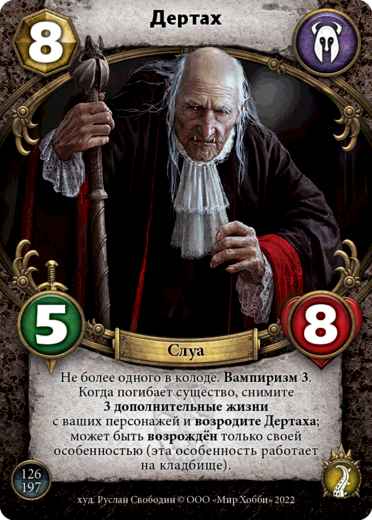 Дертах
8
5
8
Слуа
Не более одного в колоде. Вампиризм 3.
Когда погибает существо, снимите
3 дополнительные жизни
с ваших персонажей и возродите Дертаха;
может быть возрождён только своей
особенностью (эта особенность работает
на кладбище).
126
197
худ. Руслан Свободин © ООО «Мир Хобби» 2022